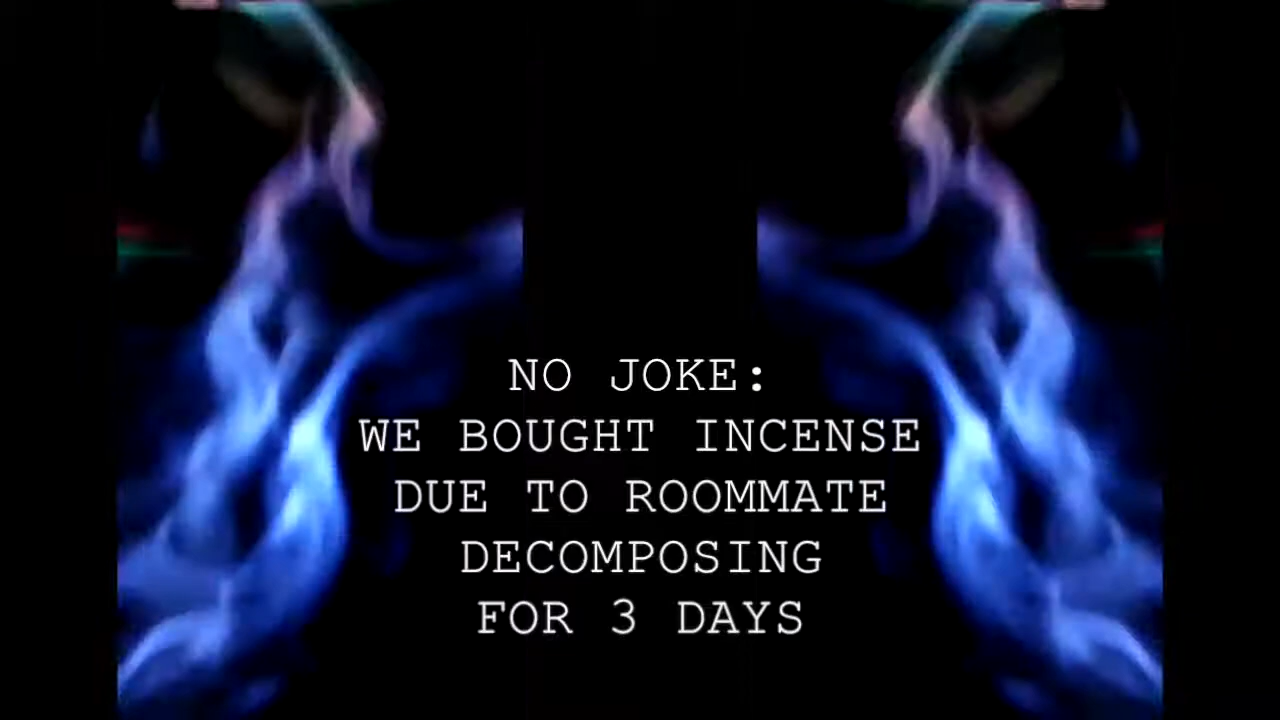 NO JOKE:
WE BOUGHT INCENSE
DUE TO ROOMMATE
DECOMPOSING
FOR 3 DAYS